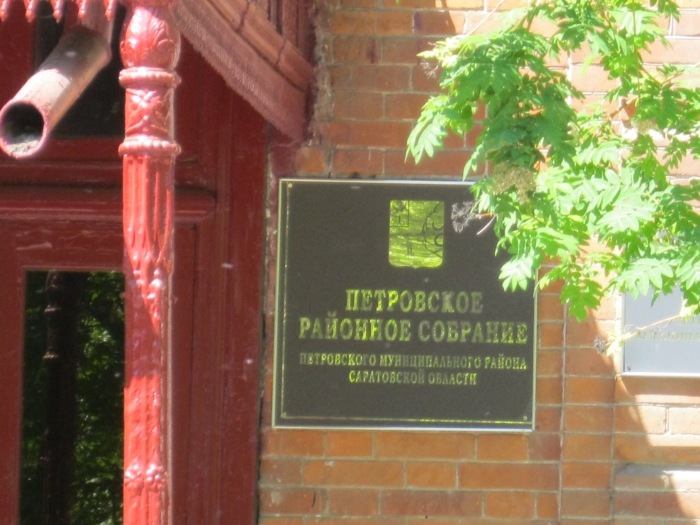 ПЕТРОВСКОЕ
РАЙОННОЕ СОБРАНИЕ
ПЕТРОВСКОГО МУНИЦИПАЛЬНОГО РАЙОНА
САРАТОВСКОЙ ОБЛАСТИ